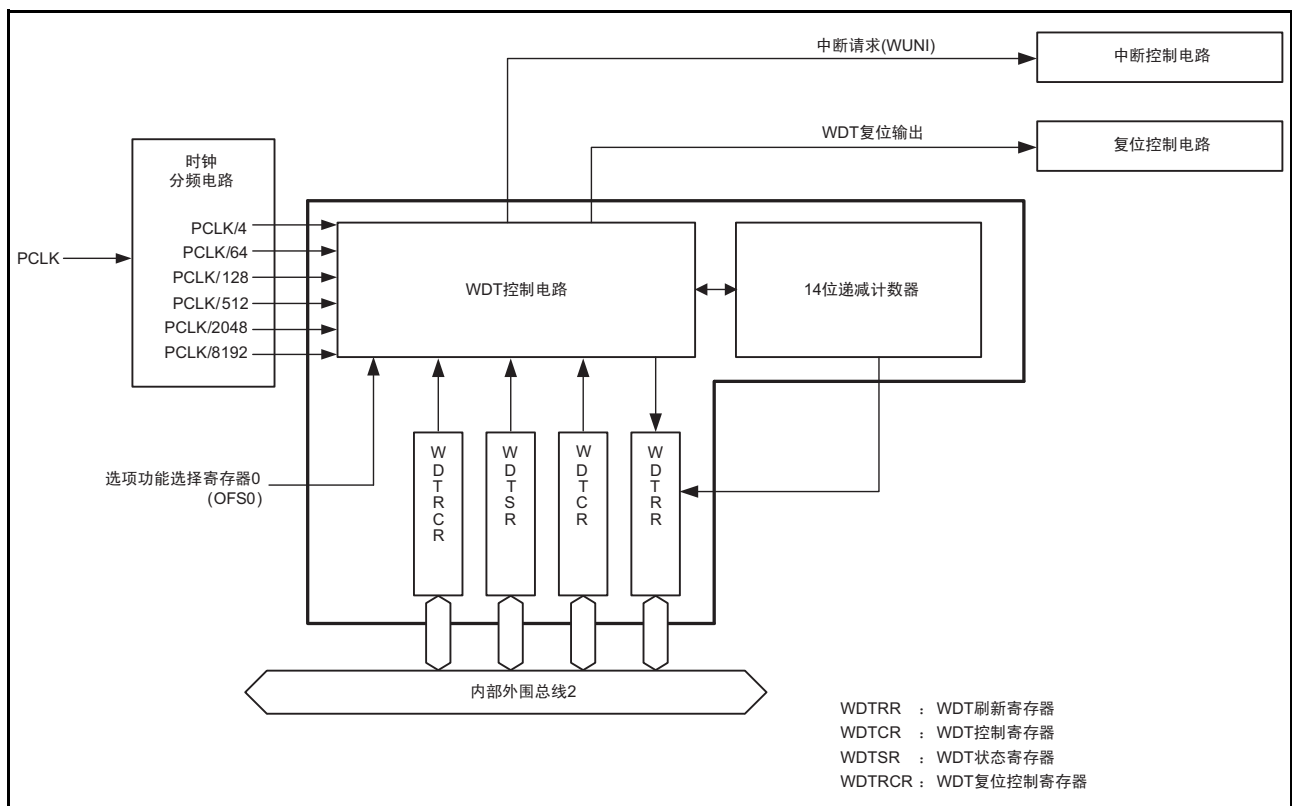 中断请求(WUNI)
中断控制电路
WDT复位输出
复位控制电路
时钟
分频电路
PCLK
PCLK/4
PCLK/64
PCLK/128
PCLK/512
PCLK/2048
PCLK/8192
WDT控制电路
14位递减计数器
选项功能选择寄存器0
(OFS0)
WDTRCR
WDTSR
WDTCR
WDTRR
内部外围总线2
WDTRR : WDT刷新寄存器
WDTCR : WDT控制寄存器
WDTSR : WDT状态寄存器
WDTRCR : WDT复位控制寄存器